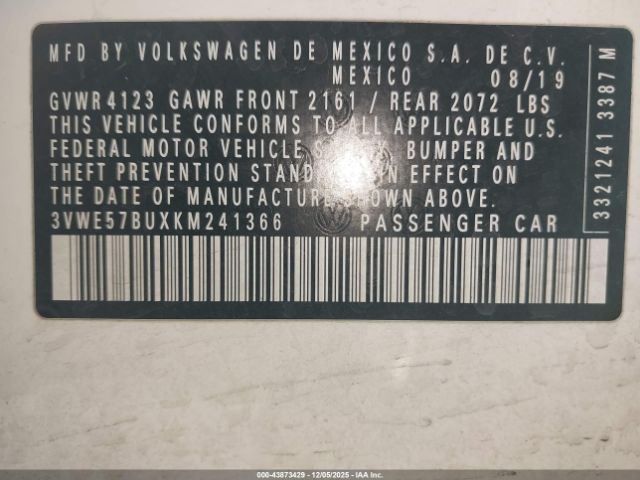 MFD BY VOLKSWAGEN DE MEXICO S.A. DE C.V.
MEXICO 08/19
GVWR 4123 GAWR FRONT 2161 / REAR 2072 LBS
THIS VEHICLE CONFORMS TO ALL APPLICABLE U.S.
FEDERAL MOTOR VEHICLE BUMPER AND
THEFT PREVENTION IN EFFECT ON
THE DATE OF MANUFACTURE SHOWN ABOVE.
3VWE57BUXKM241366 PASSENGER CAR
3321241 3387 M
000-43873429 - 12/05/2025 - IAA Inc.